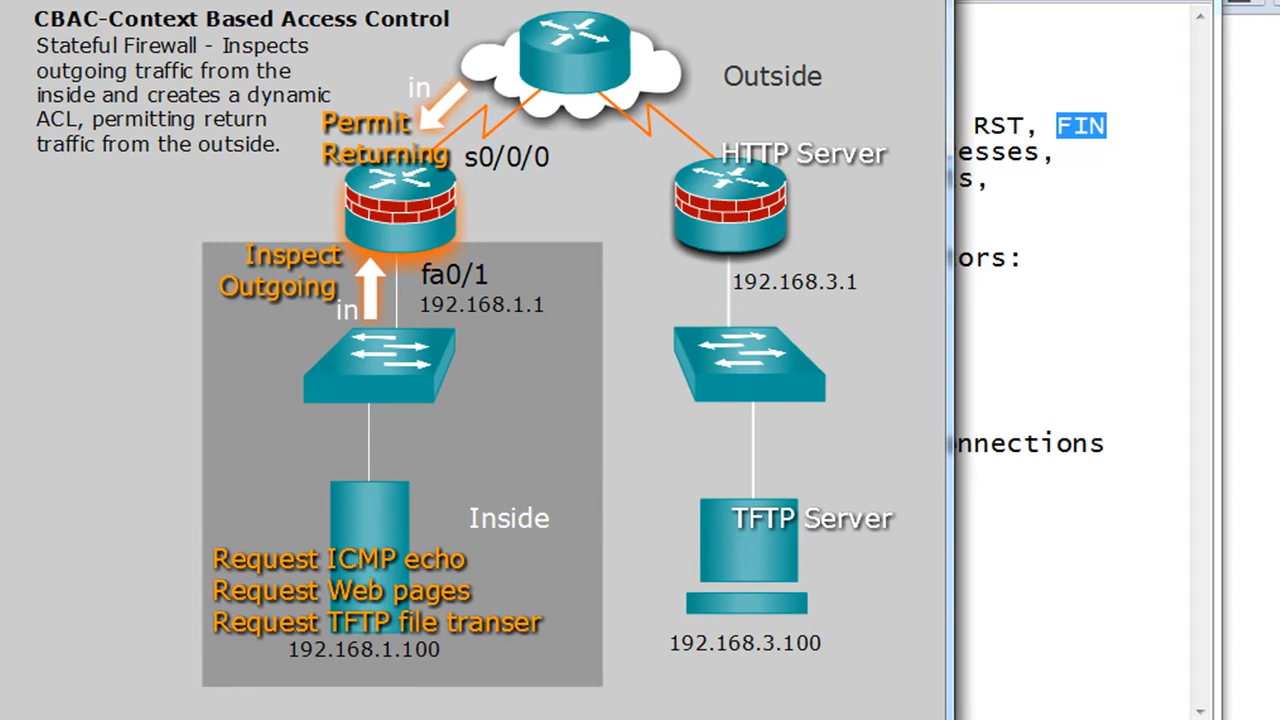 CBAC-Context Based Access Control
Stateful Firewall - Inspects
outgoing traffic from the
inside and creates a dynamic
ACL, permitting return
traffic from the outside.
in
Permit
Returning
s0/0/0
Outside
HTTP Server
Inspect
Outgoing
in
fa0/1
192.168.1.1
192.168.3.1
Inside
Request ICMP echo
Request Web pages
Request TFTP file transer
192.168.1.100
TFTP Server
192.168.3.100
RST, FIN
esses,
s,
ors:
nnections